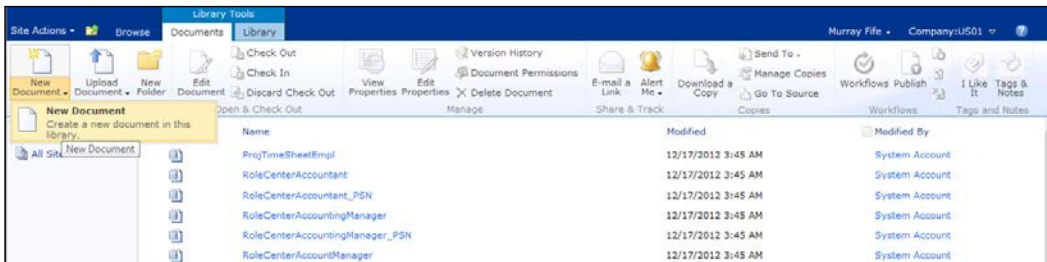 Library Tools
Site Actions Browse Documents Library Murray Fife Company:US01
New Document
Upload Document
New Folder
Edit Document
Check Out
Check In
Discard Check Out
View Properties
Edit Properties
Version History
Document Permissions
Delete Document
E-mail a Link
Alert Me
Download a Copy
Send To
Manage Copies
Go To Source
Workflows
Publish
I Like It
Tags & Notes
Open & Check Out Manage Share & Track Copies Workflows Tags and Notes
New Document
Create a new document in this library.
New Document
All Site
Name Modified Modified By
ProjTimeSheetEmpl 12/17/2012 3:45 AM System Account
RoleCenterAccountant 12/17/2012 3:45 AM System Account
RoleCenterAccountant_PSN 12/17/2012 3:45 AM System Account
RoleCenterAccountingManager 12/17/2012 3:45 AM System Account
RoleCenterAccountingManager_PSN 12/17/2012 3:45 AM System Account
RoleCenterAccountManager 12/17/2012 3:45 AM System Account